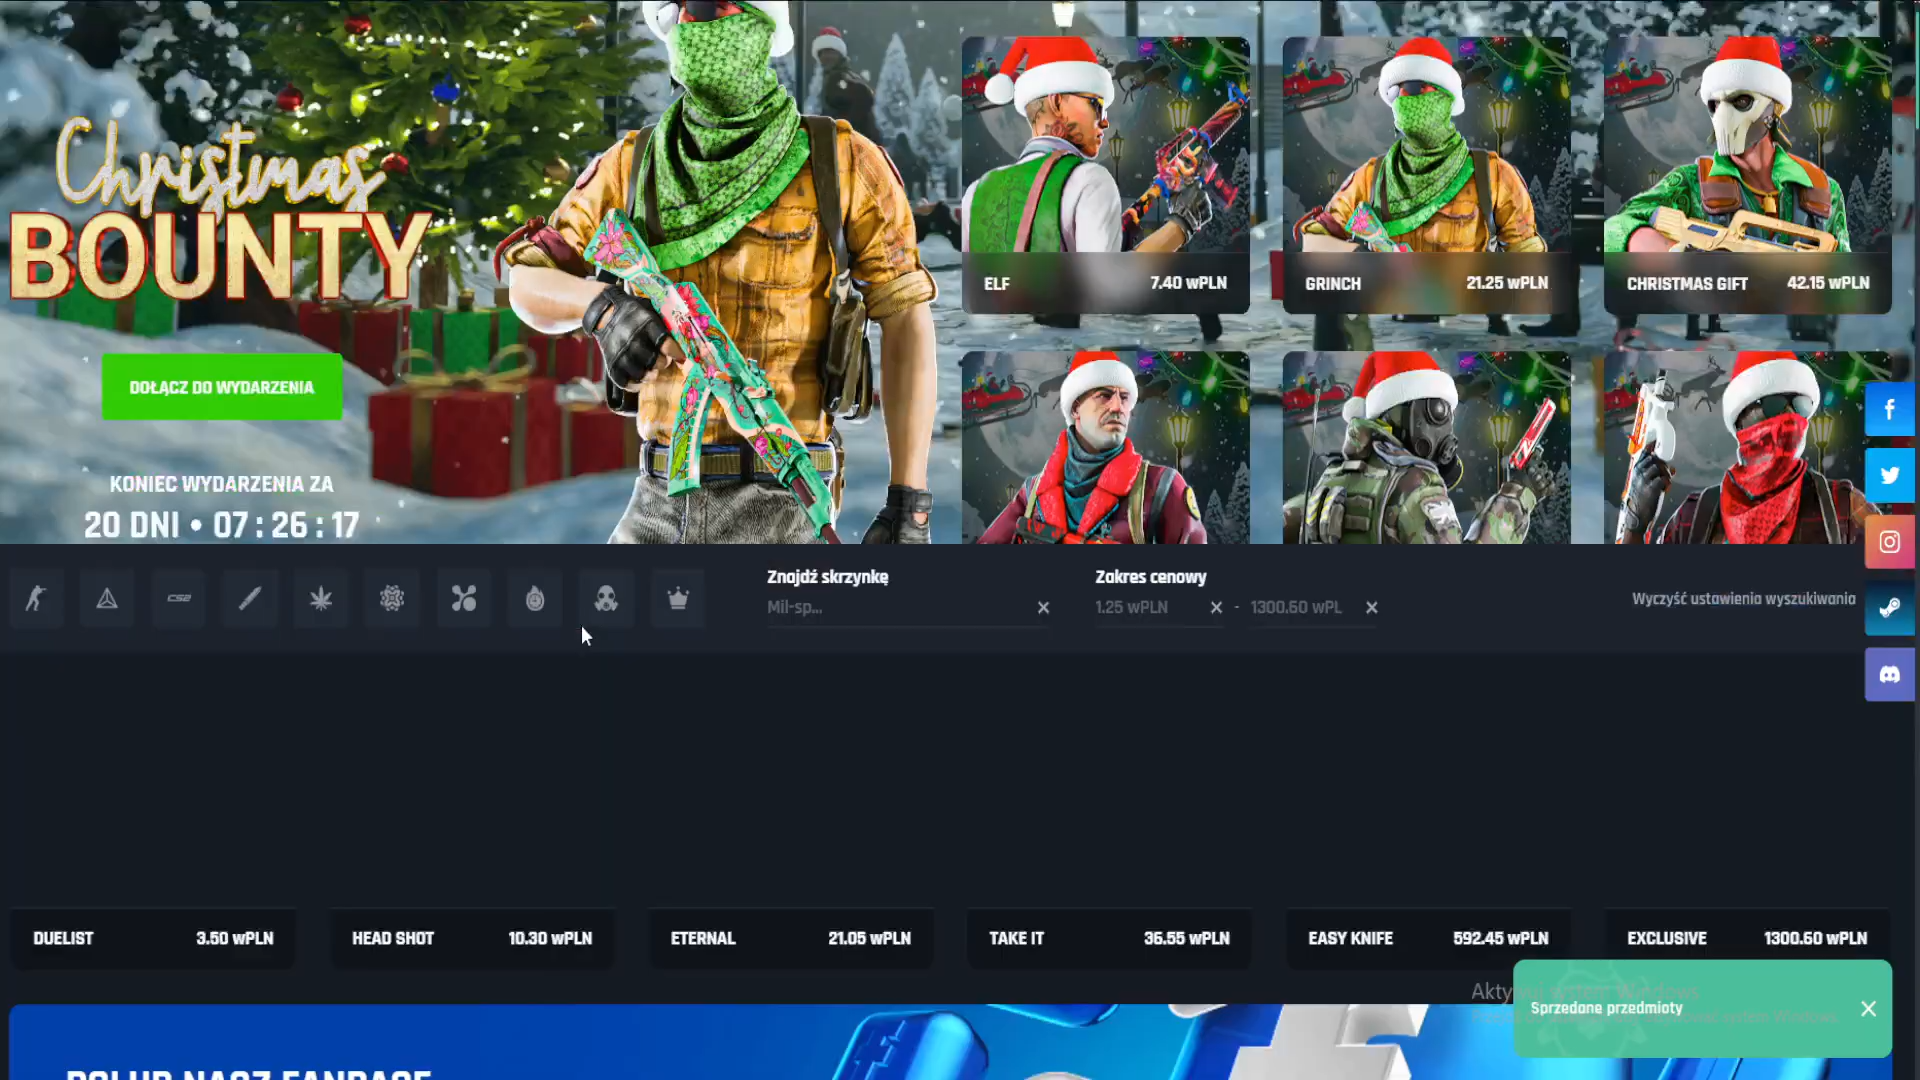 Christmas
BOUNTY
DOŁĄCZ DO WYDARZENIA
KONIEC WYDARZENIA ZA
20 DNI • 07 : 26 : 17
ELF 7.40 wPLN
GRINCH 21.25 wPLN
CHRISTMAS GIFT 42.15 wPLN
CS2
Znajdź skrzynkę
Mil-sp...
Zakres cenowy
1.25 wPLN - 1300.60 wPL
Wyczyść ustawienia wyszukiwania
DUELIST 3.50 wPLN
HEAD SHOT 10.30 wPLN
ETERNAL 21.05 wPLN
TAKE IT 36.55 wPLN
EASY KNIFE 592.45 wPLN
EXCLUSIVE 1300.60 wPLN
Sprzedane przedmioty
POLUB NASZ FANPAGE